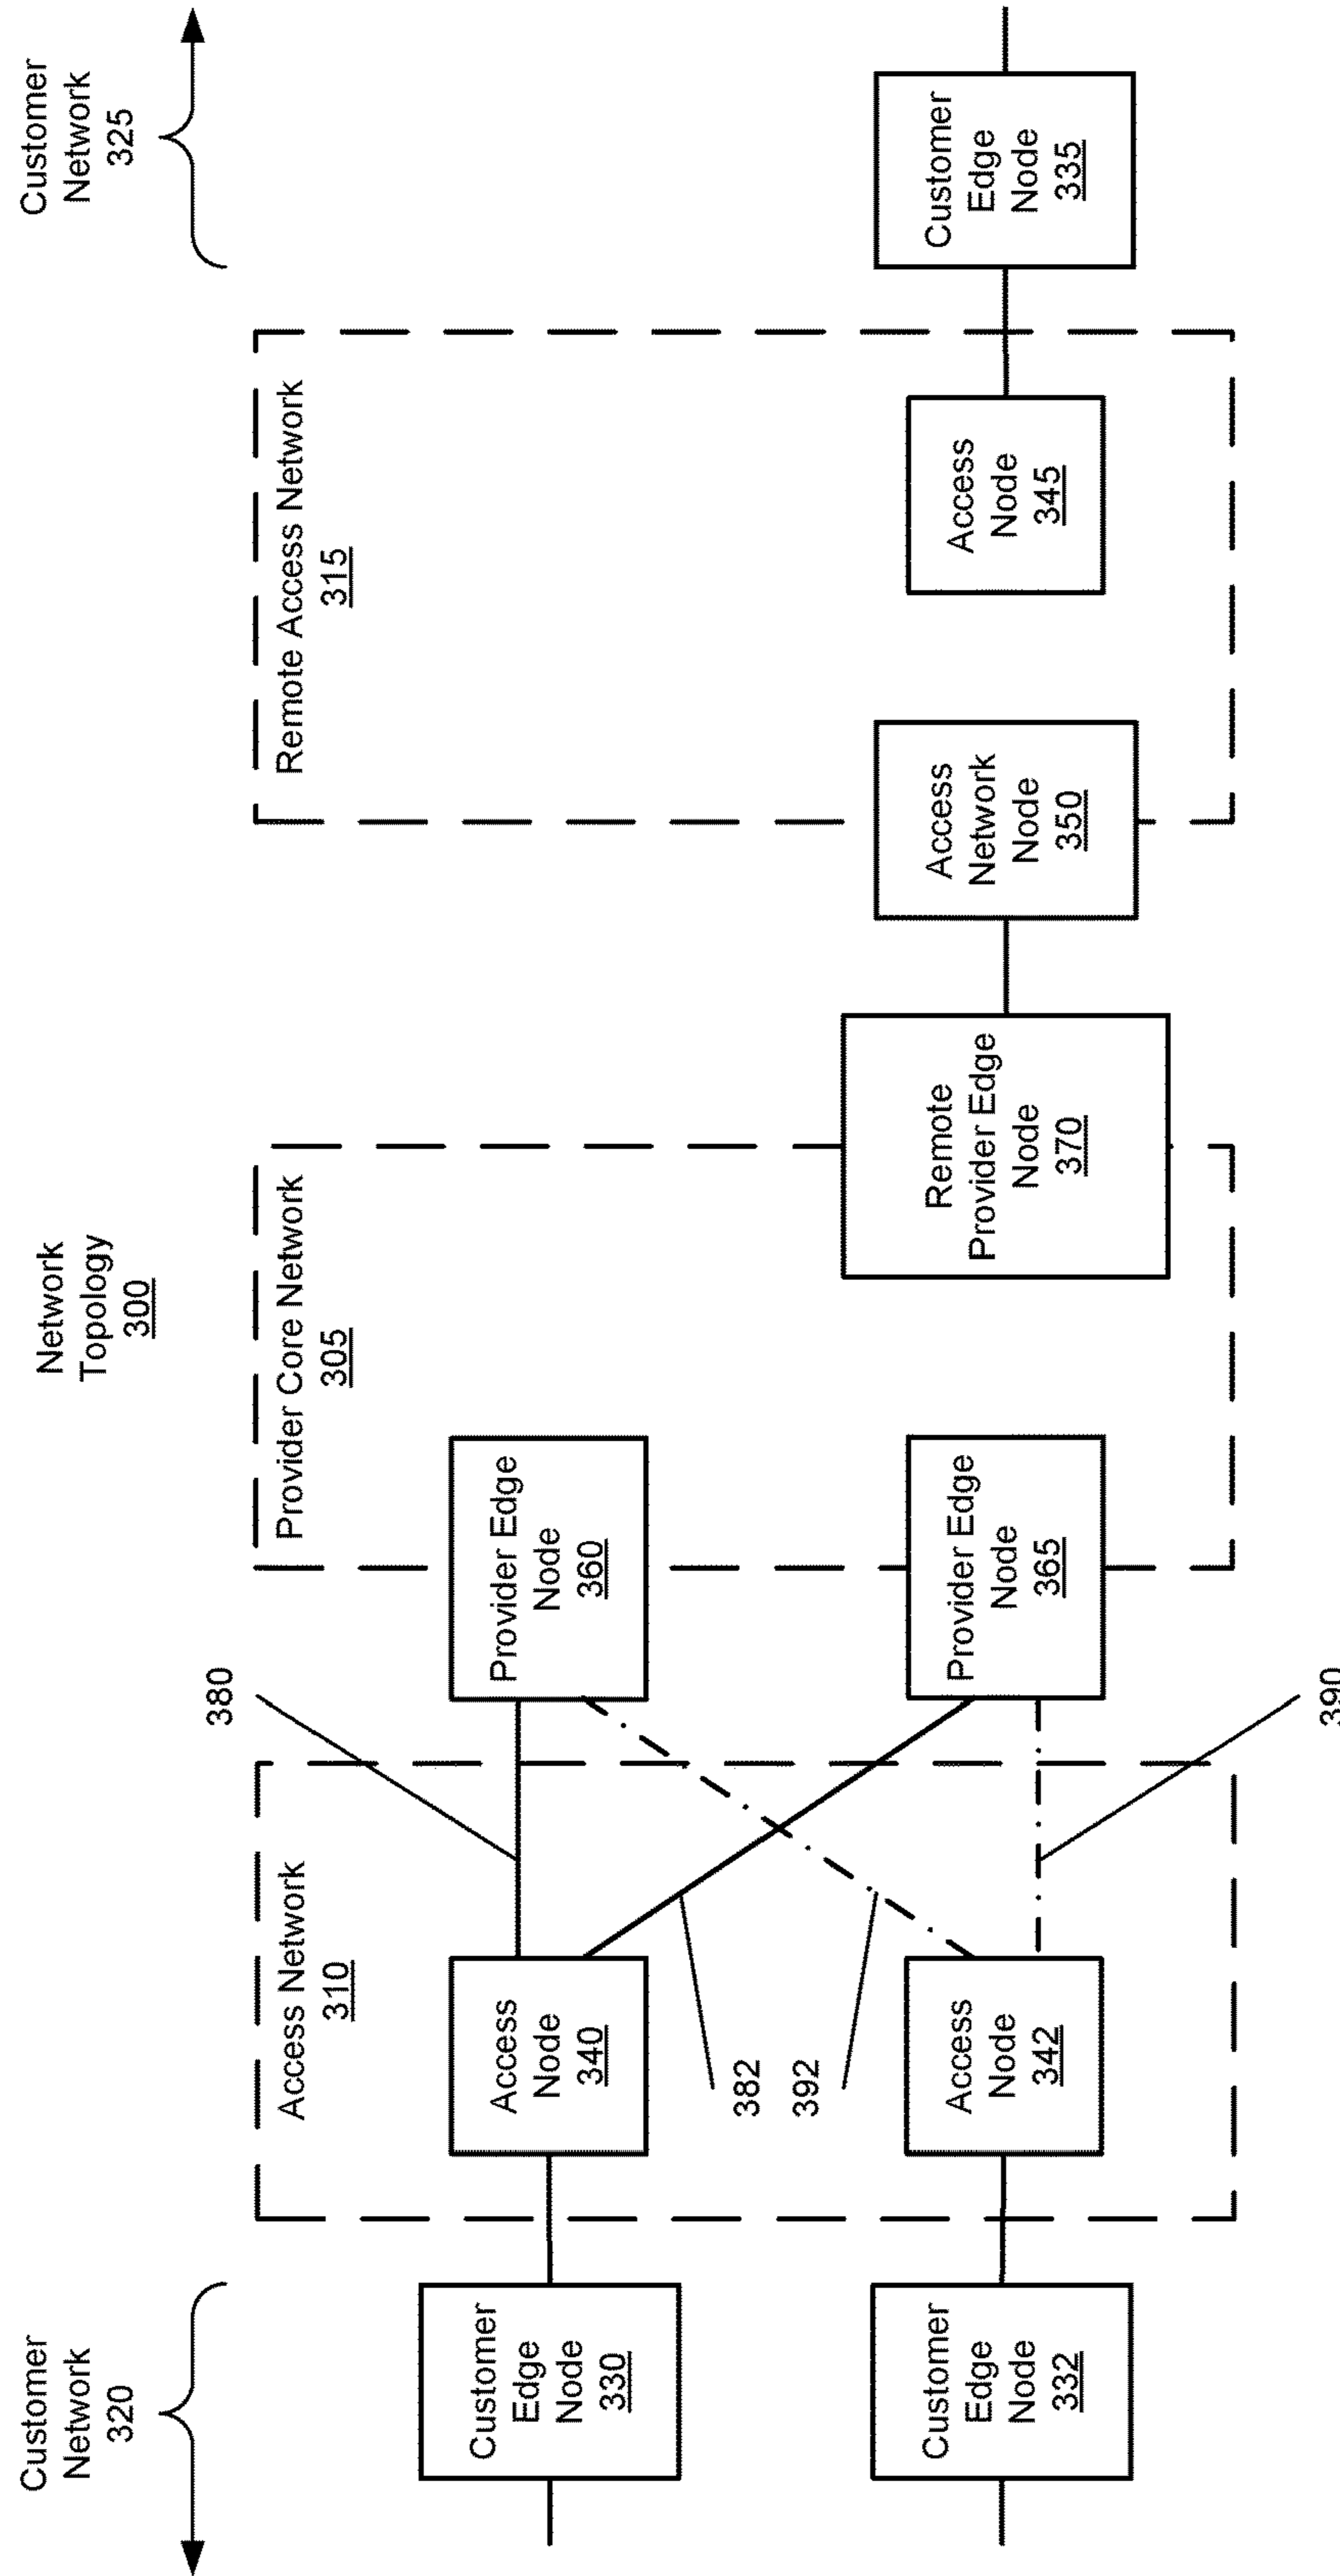 Network
Topology
300
Customer
Network
320
Customer
Network
325
Access Network
310
Provider Core Network
305
Remote Access Network
315
380
Customer
Edge
Node
330
Access
Node
340
Provider Edge
Node
360
382
392
Customer
Edge
Node
332
Access
Node
342
Provider Edge
Node
365
Remote
Provider Edge
Node
370
Access
Network
Node
350
Access
Node
345
Customer
Edge
Node
335
390